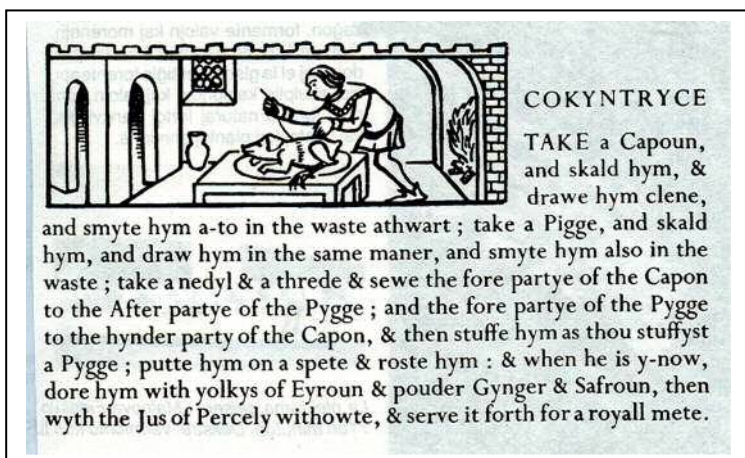 COKYNTRYCE
TAKE a Capoun,
and skald hym, &
drawe hym clene,
and smyte hym a-to in the waste athwart ; take a Pigge, and skald
hym, and draw hym in the same maner, and smyte hym also in the
waste ; take a nedyl & a threde & sewe the fore partye of the Capon
to the After partye of the Pygge ; and the fore partye of the Pygge
to the hynder party of the Capon, & then stuffe hym as thou stuffyst
a Pygge ; putte hym on a spete & roste hym : & when he is y-now,
dore hym with yolkys of Eyroun & pouder Gynger & Safroun, then
wyth the Jus of Percely withowte, & serve it forth for a royall mete.